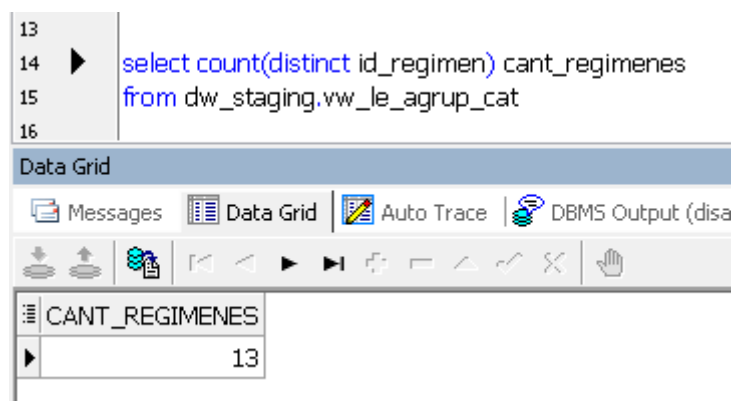 13
14 select count(distinct id_regimen) cant_regimenes
15 from dw_staging.vw_le_agrup_cat
16
Data Grid
Messages Data Grid Auto Trace DBMS Output (disa
CANT_REGIMENES
13